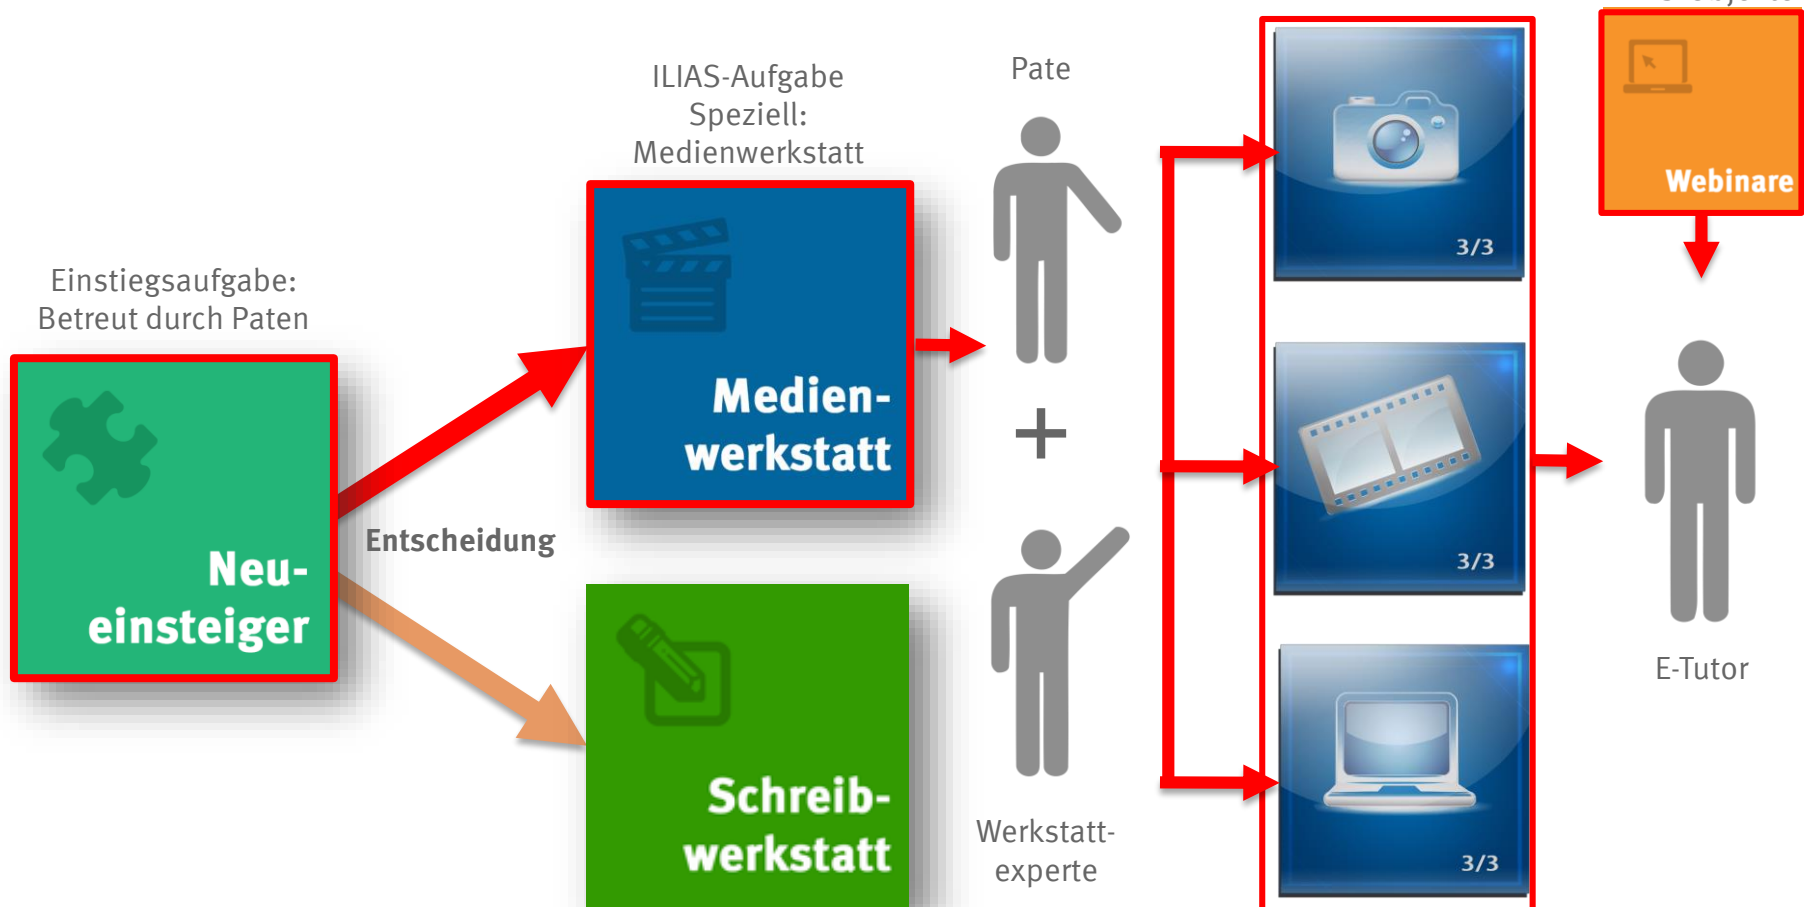 ILIAS-Aufgabe
Speziell:
Medienwerkstatt
Pate
Einstiegsaufgabe:
Betreut durch Paten
Neu-
einsteiger
Entscheidung
Medien-
werkstatt
Schreib-
werkstatt
Werkstatt-
experte
3/3
3/3
3/3
Webinare
E-Tutor